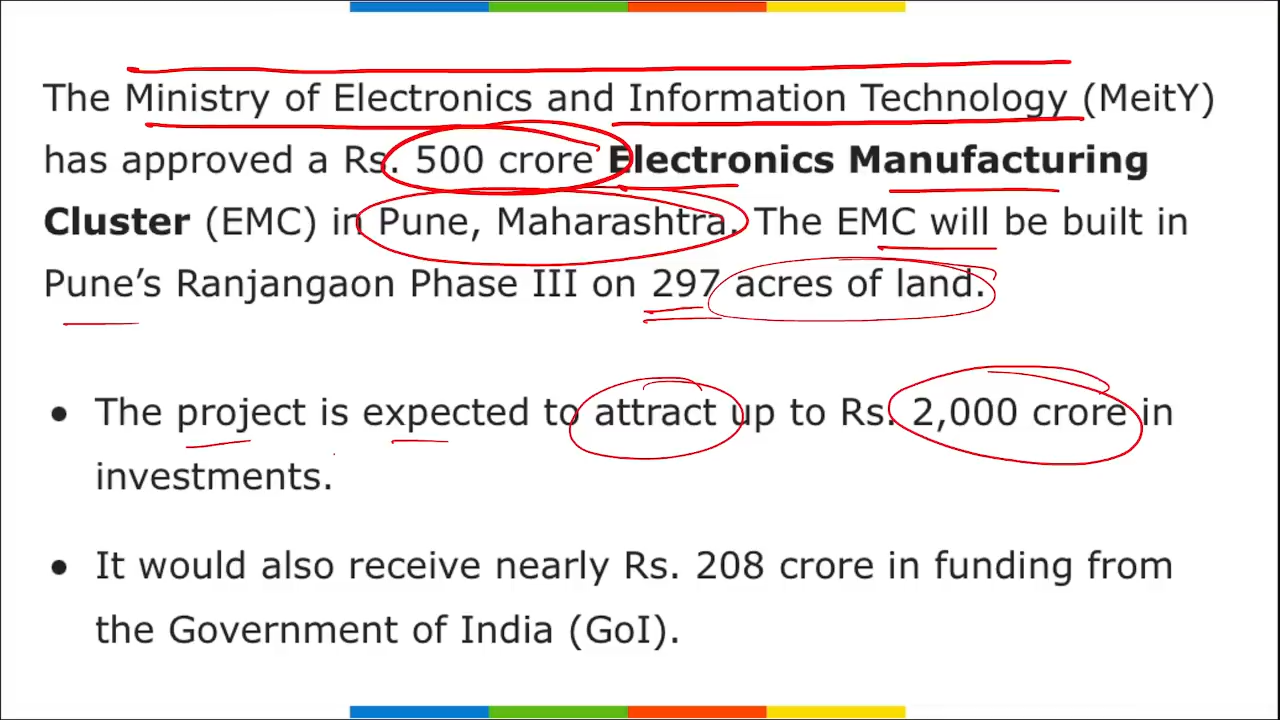 The Ministry of Electronics and Information Technology (MeitY)
has approved a Rs. 500 crore Electronics Manufacturing
Cluster (EMC) in Pune, Maharashtra. The EMC will be built in
Pune’s Ranjangaon Phase III on 297 acres of land.
● The project is expected to attract up to Rs. 2,000 crore in
investments.
● It would also receive nearly Rs. 208 crore in funding from
the Government of India (GoI).